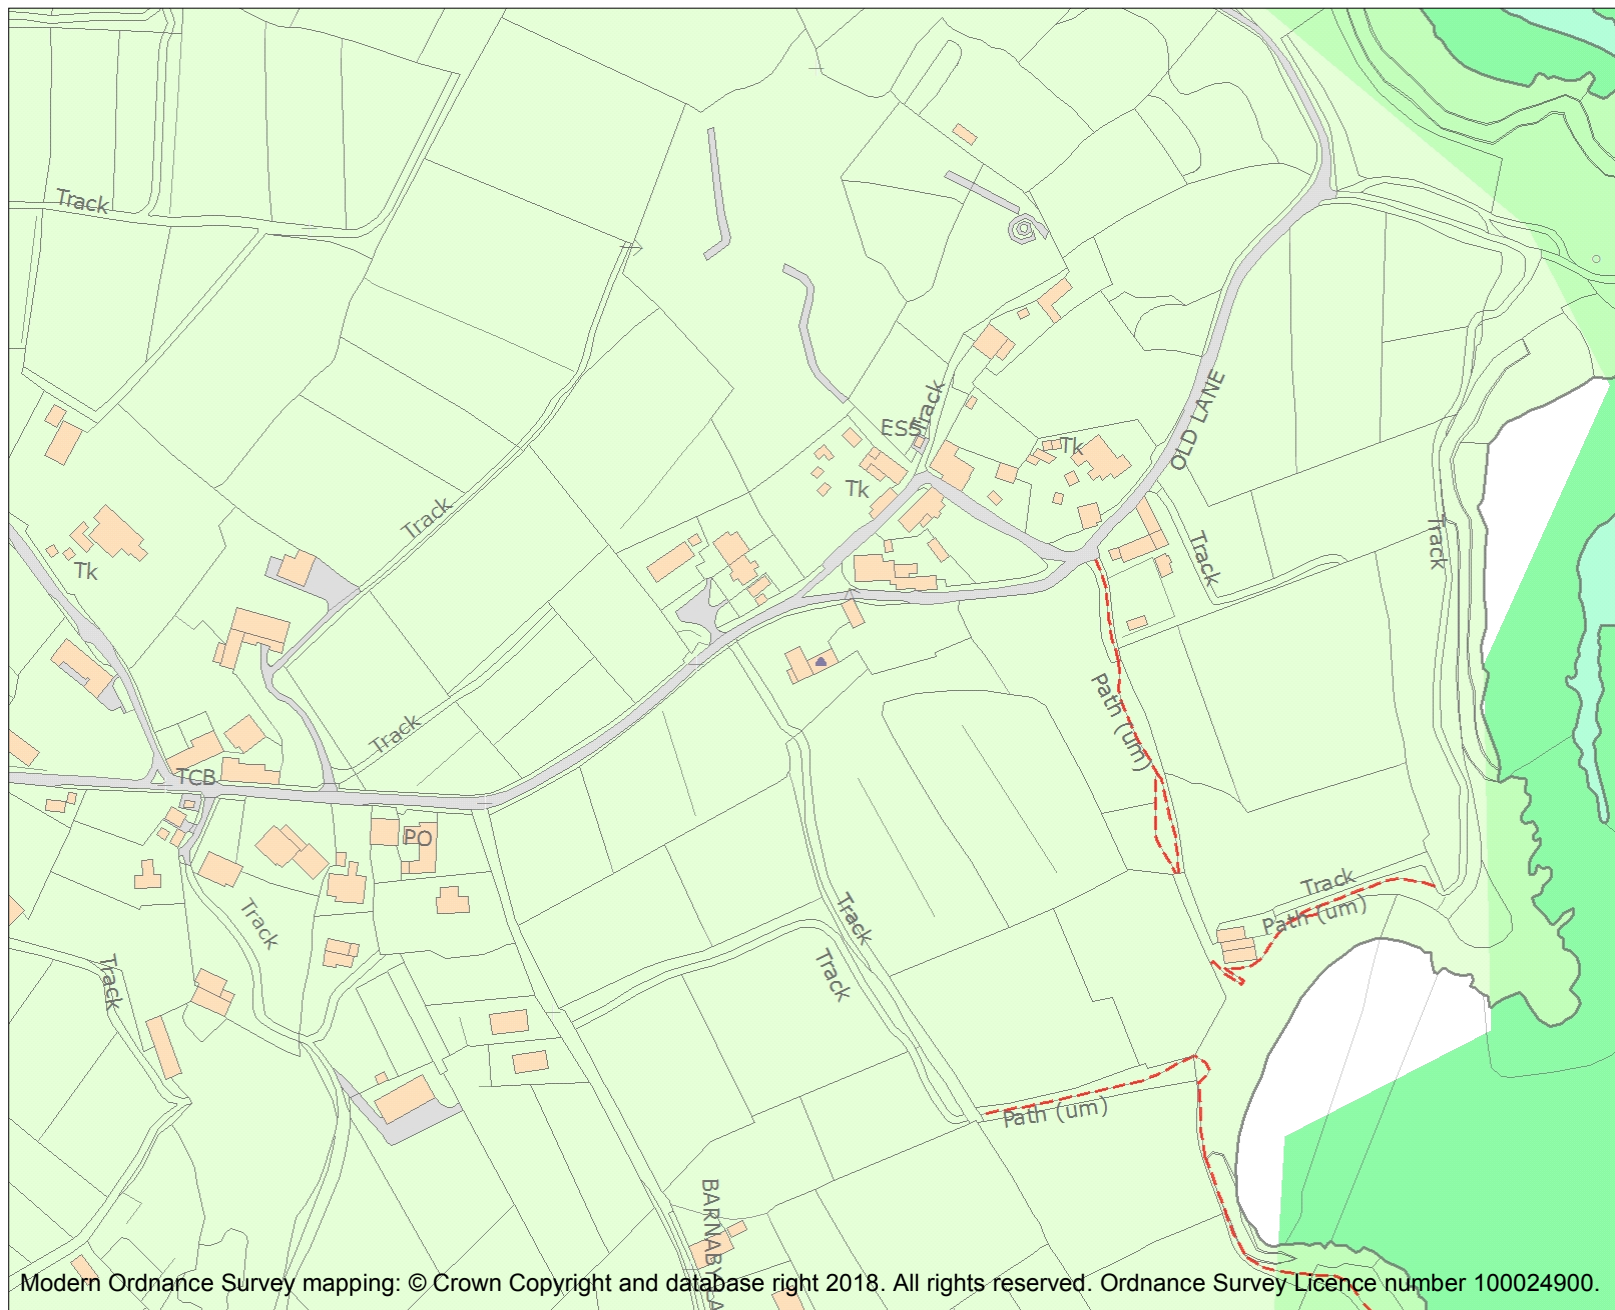 Track
OLD LANE
Track
ESS
Tk
Tk
Track
Track
Track
Tk
Path (um)
Track
TCB
PO
Track
Path (um)
Track
Track
Track
Track
Path (um)
BARNABY
Modern Ordnance Survey mapping: © Crown Copyright and database right 2018. All rights reserved. Ordnance Survey Licence number 100024900.